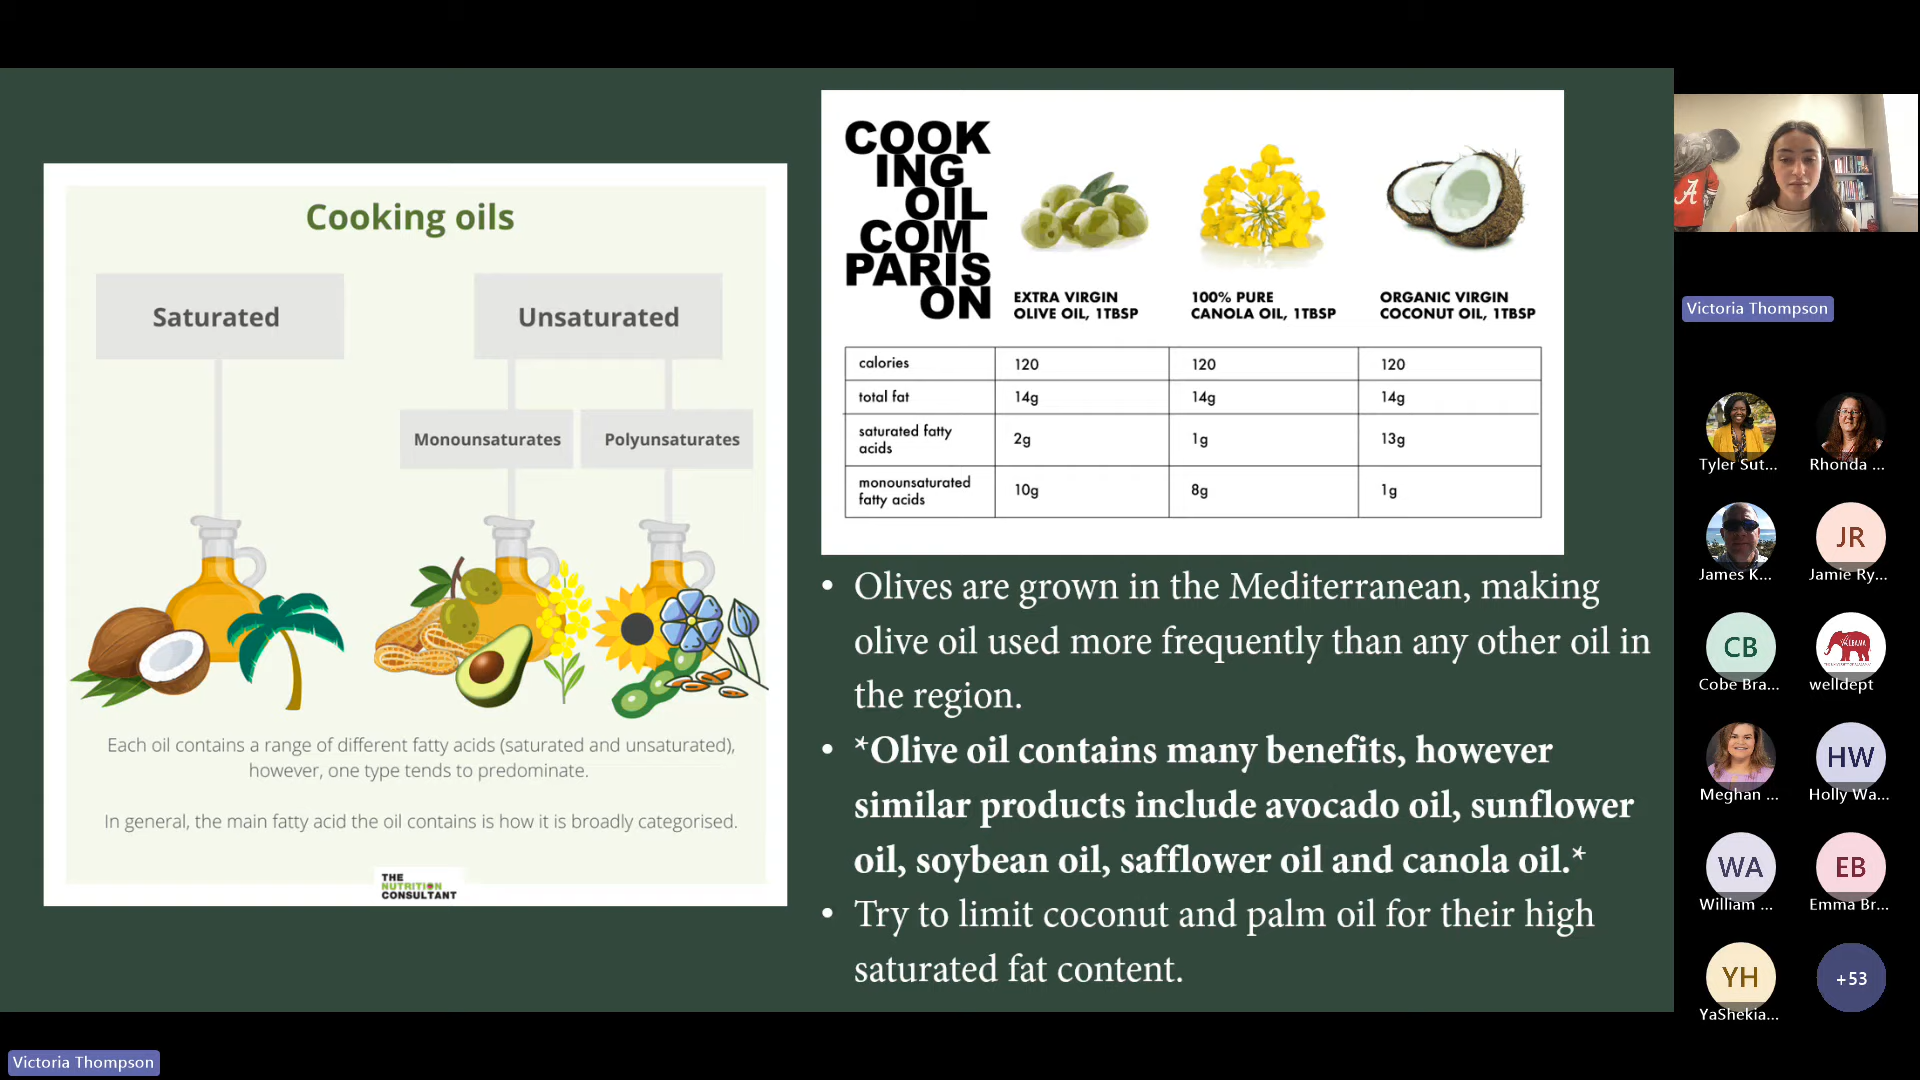 Cooking oils
Saturated
Unsaturated
Monounsaturates
Polyunsaturates
Each oil contains a range of different fatty acids (saturated and unsaturated),
however, one type tends to predominate.
In general, the main fatty acid the oil contains is how it is broadly categorised.
THE
NUTRITION
CONSULTANT
COOK
ING
OIL
COM
PARIS
ON
EXTRA VIRGIN
OLIVE OIL, 1TBSP
100% PURE
CANOLA OIL, 1TBSP
ORGANIC VIRGIN
COCONUT OIL, 1TBSP
calories 120 120 120
total fat 14g 14g 14g
saturated fatty
acids 2g 1g 13g
monounsaturated
fatty acids 10g 8g 1g
• Olives are grown in the Mediterranean, making
olive oil used more frequently than any other oil in
the region.
• *Olive oil contains many benefits, however
similar products include avocado oil, sunflower
oil, soybean oil, safflower oil and canola oil.*
• Try to limit coconut and palm oil for their high
saturated fat content.
A
Victoria Thompson
Tyler Sut...
Rhonda ...
James K...
JR
Jamie Ry...
CB
Cobe Bra...
welldept
Meghan ...
HW
Holly Wa...
WA
William ...
EB
Emma Br...
YH
YaShekia...
+53
Victoria Thompson